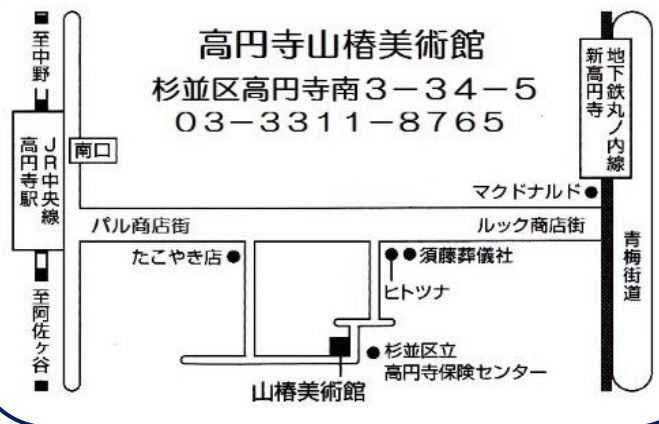 高円寺山椿美術館
杉並区高円寺南3-34-5
03-3311-8765
至中野
JR中央線
高円寺駅
南口
至阿佐ヶ谷
地下鉄丸ノ内線
新高円寺
マクドナルド
パル商店街
ルック商店街
青梅街道
たこやき店
須藤葬儀社
ヒトツナ
杉並区立
高円寺保険センター
山椿美術館